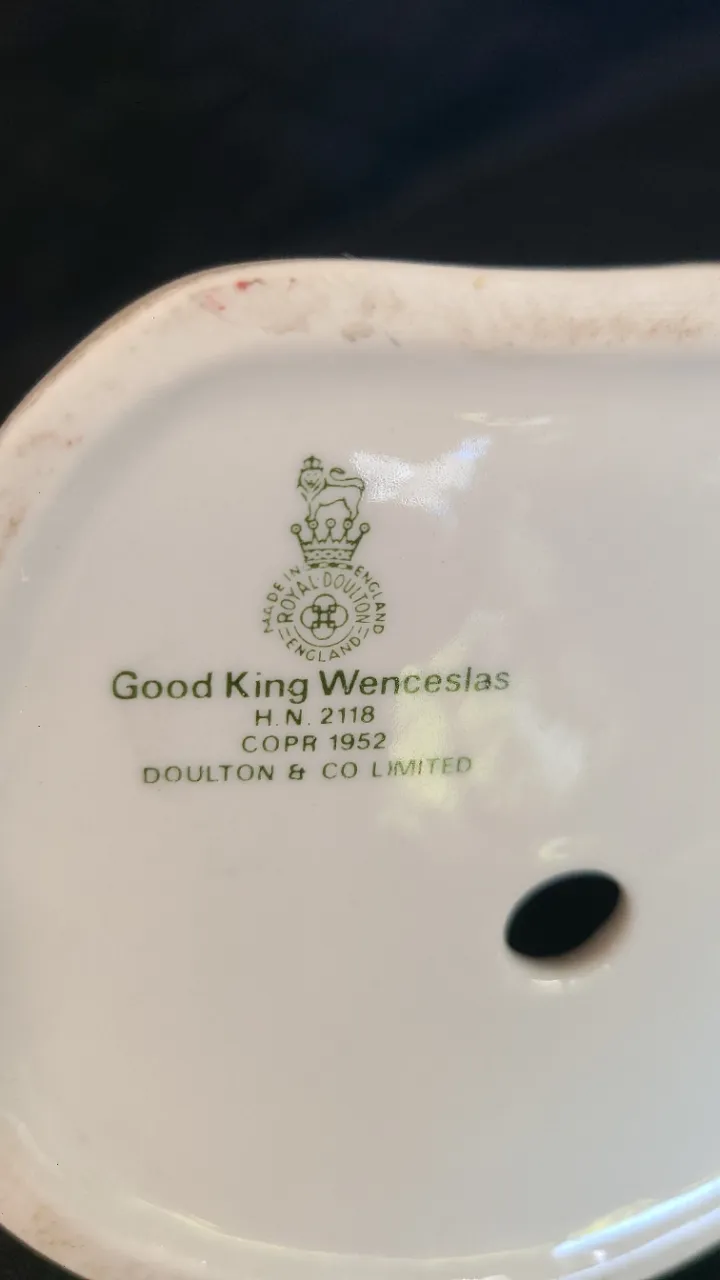 MADE IN ENGLAND
ROYAL·DOULTON
ENGLAND
Good King Wenceslas
H.N. 2118
COPR 1952
DOULTON & CO LIMITED